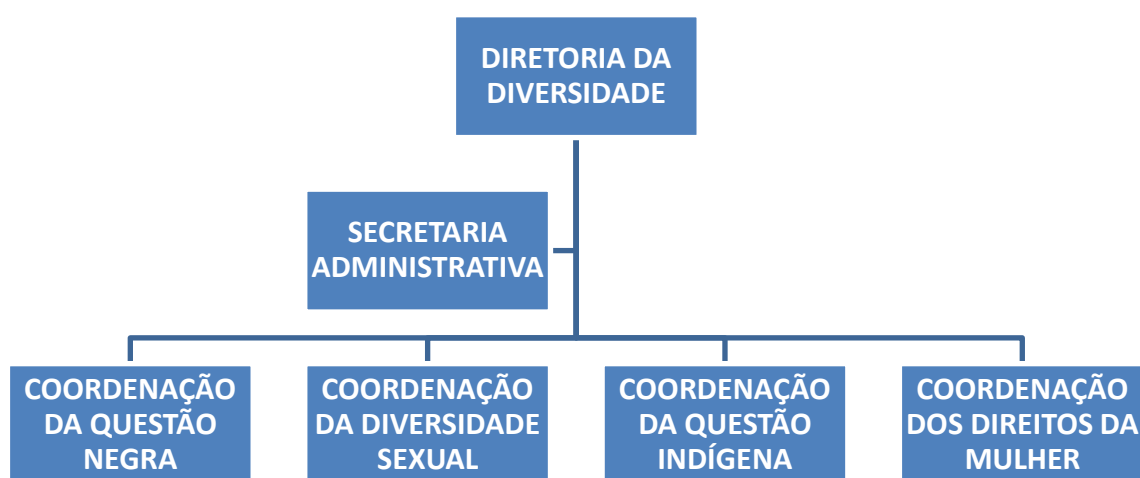 DIRETORIA DA
DIVERSIDADE
SECRETARIA
ADMINISTRATIVA
COORDENAÇÃO
DA QUESTÃO
NEGRA
COORDENAÇÃO
DA DIVERSIDADE
SEXUAL
COORDENAÇÃO
DA QUESTÃO
INDÍGENA
COORDENAÇÃO
DOS DIREITOS DA
MULHER